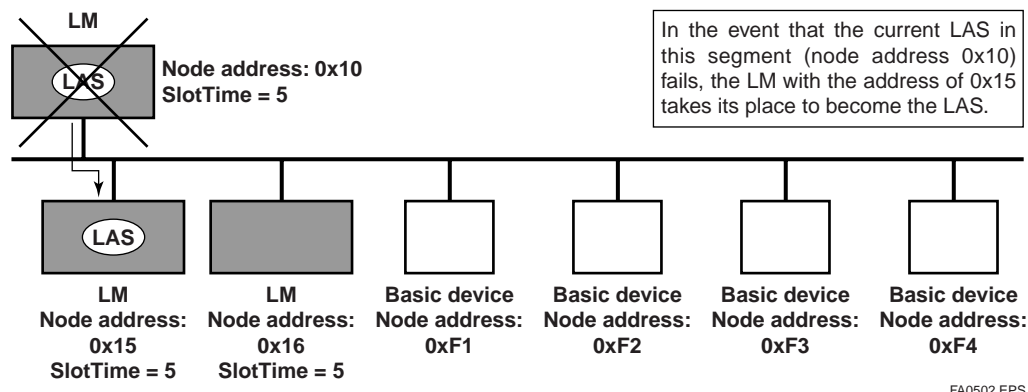 LM
LAS
Node address: 0x10
SlotTime = 5
In the event that the current LAS in
this segment (node address 0x10)
fails, the LM with the address of 0x15
takes its place to become the LAS.
LAS
LM
Node address:
0x15
SlotTime = 5
LM
Node address:
0x16
SlotTime = 5
Basic device
Node address:
0xF1
Basic device
Node address:
0xF2
Basic device
Node address:
0xF3
Basic device
Node address:
0xF4
FA0502.EPS